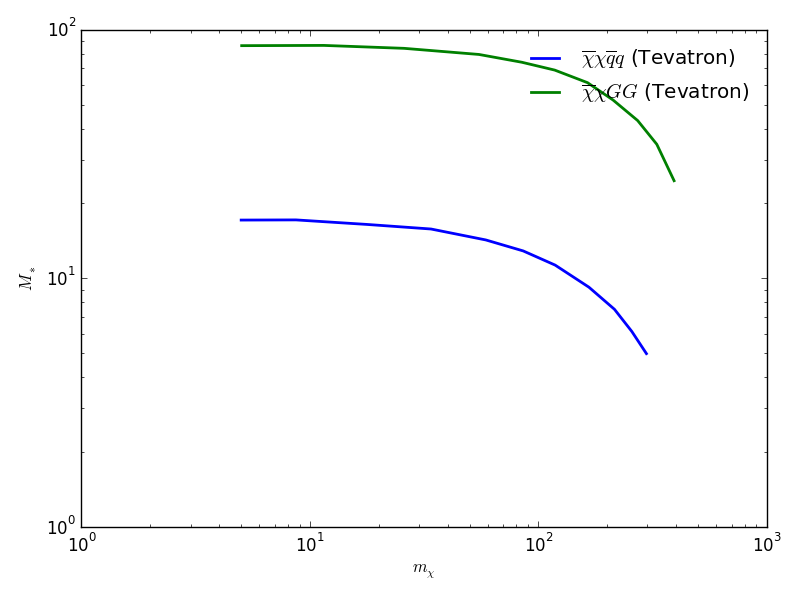 10²
χ̅χq̅q (Tevatron)
χ̅χGG (Tevatron)
M*
10¹
10⁰
10⁰ 10¹ 10² 10³
mχ